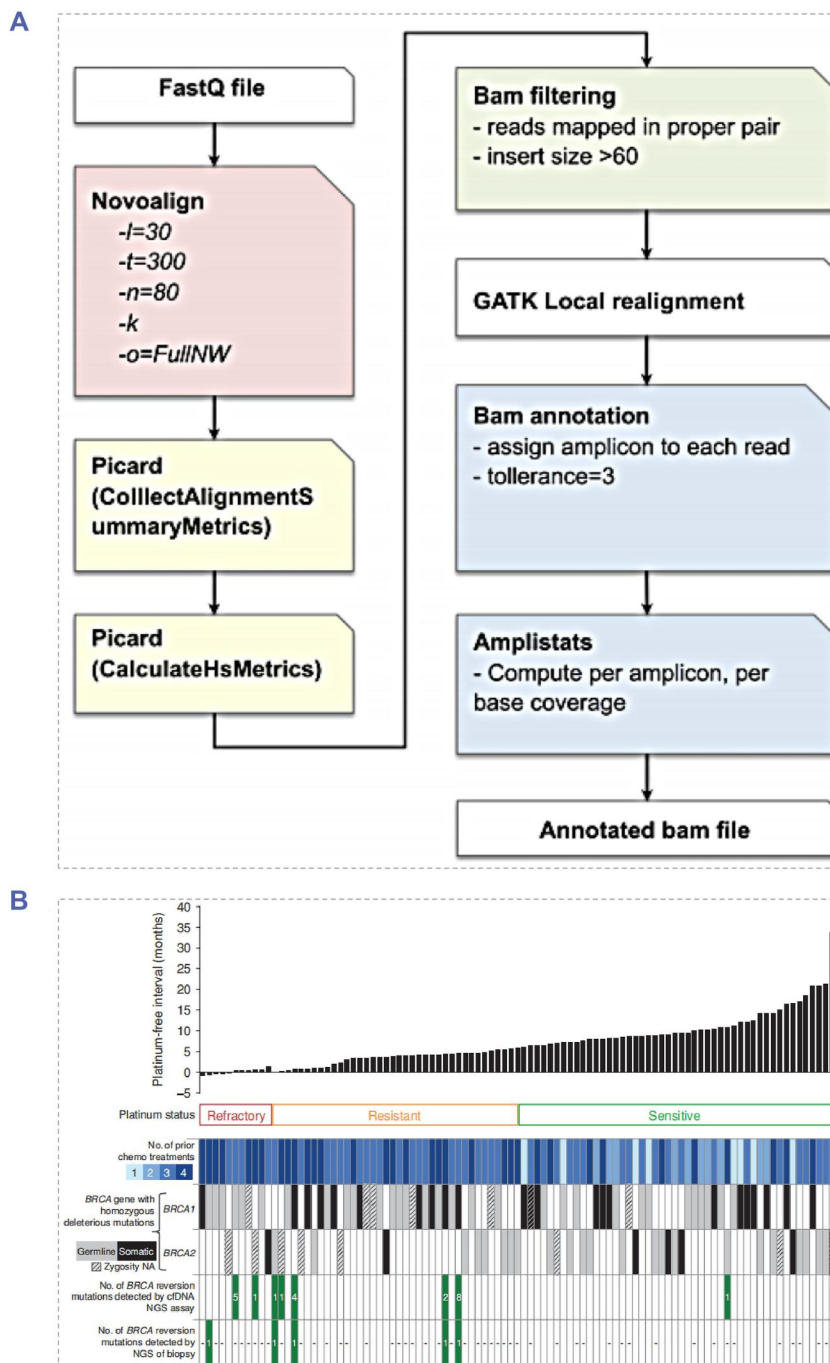 A
FastQ file
Novoalign
-l=30
-t=300
-n=80
-k
-o=FullNW
Picard
(ColllectAlignmentS
ummaryMetrics)
Picard
(CalculateHsMetrics)
Bam filtering
- reads mapped in proper pair
- insert size >60
GATK Local realignment
Bam annotation
- assign amplicon to each read
- tollerance=3
Amplistats
- Compute per amplicon, per
base coverage
Annotated bam file
B
Platinum-free interval (months)
40
35
30
25
20
15
10
5
0
–5
Platinum status
Refractory
Resistant
Sensitive
No. of prior
chemo treatments
1 2 3 4
BRCA gene with
homozygous
deleterious mutations
BRCA1
BRCA2
Germline Somatic
Zygosity NA
No. of BRCA reversion
mutations detected by cfDNA
NGS assay
5 1 1 1 4 2 8 1
No. of BRCA reversion
mutations detected by
NGS of biopsy
1 1 1 1 1